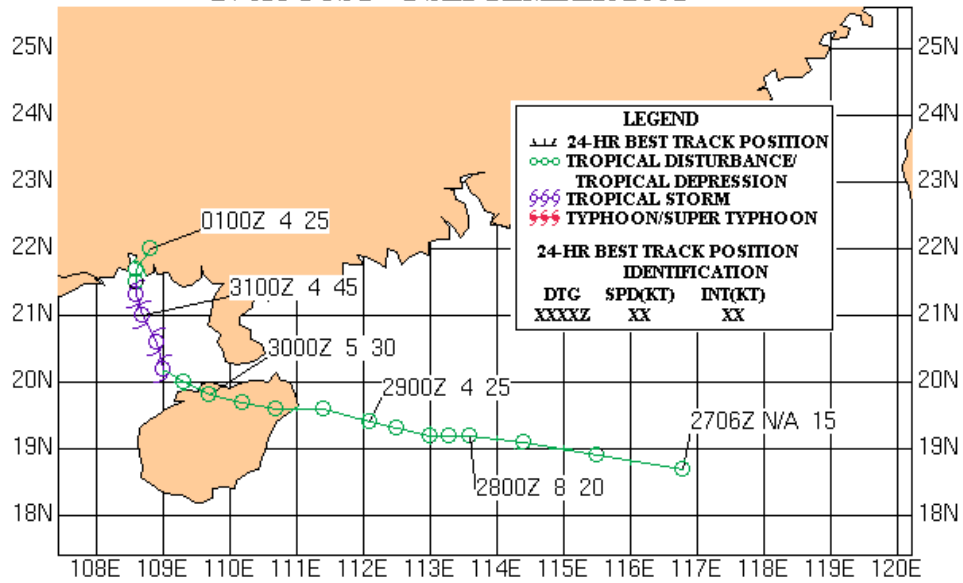 25N
25N
24N
24N
LEGEND
24-HR BEST TRACK POSITION
TROPICAL DISTURBANCE/
TROPICAL DEPRESSION
TROPICAL STORM
TYPHOON/SUPER TYPHOON
24-HR BEST TRACK POSITION
IDENTIFICATION
DTG SPD(KT) INT(KT)
XXXXZ XX XX
23N
23N
0100Z 4 25
22N
22N
3100Z 4 45
21N
21N
3000Z 5 30
20N
20N
2900Z 4 25
2706Z N/A 15
19N
19N
2800Z 8 20
18N
18N
108E 109E 110E 111E 112E 113E 114E 115E 116E 117E 118E 119E 120E